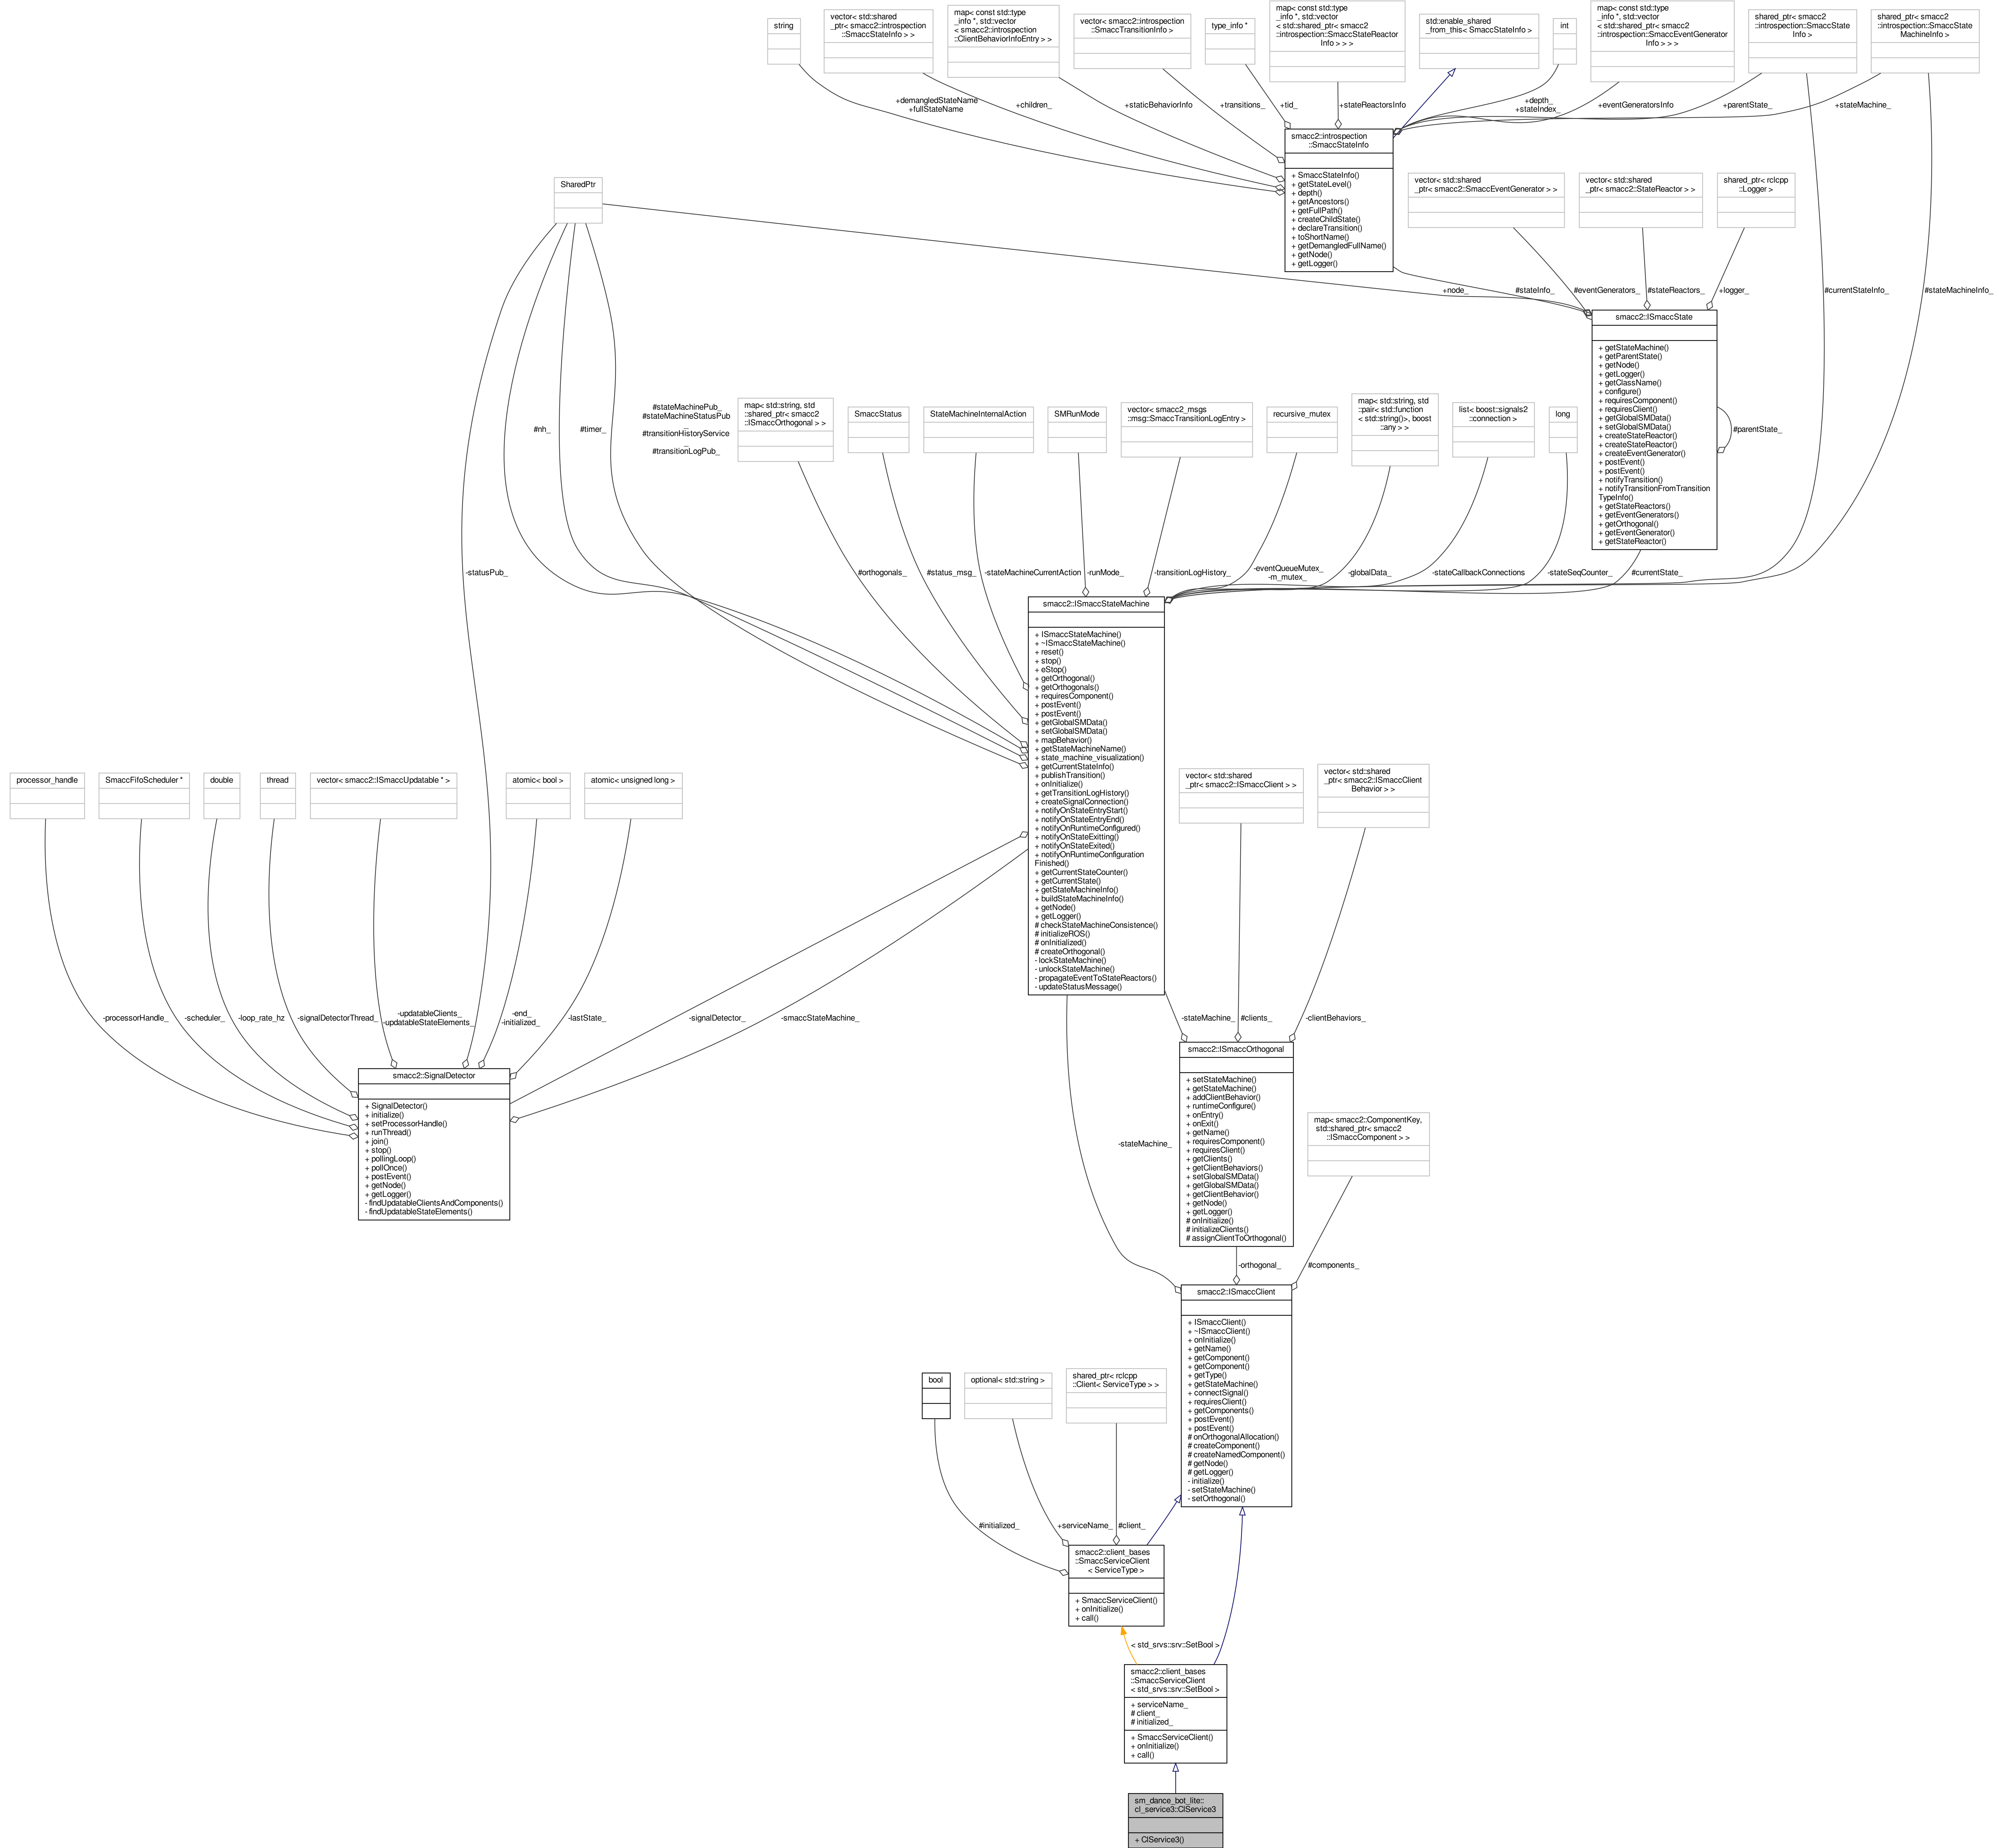 string
vector< std::shared
_ptr< smacc2::introspection
::SmaccStateInfo > >
map< const std::type
_info *, std::vector
< smacc2::introspection
::ClientBehaviorInfoEntry > >
vector< smacc2::introspection
::SmaccTransitionInfo >
type_info *
map< const std::type
_info *, std::vector
< std::shared_ptr< smacc2
::introspection::SmaccStateReactor
Info > > >
std::enable_shared
_from_this< SmaccStateInfo >
int
map< const std::type
_info *, std::vector
< std::shared_ptr< smacc2
::introspection::SmaccEventGenerator
Info > > >
shared_ptr< smacc2
::introspection::SmaccState
Info >
shared_ptr< smacc2
::introspection::SmaccState
MachineInfo >
+demangledStateName
+fullStateName
+children_
+staticBehaviorInfo
+transitions_
+tid_
+stateReactorsInfo
+depth_
+stateIndex_
+eventGeneratorsInfo
+parentState_
+stateMachine_
smacc2::introspection
::SmaccStateInfo
+ SmaccStateInfo()
+ getStateLevel()
+ depth()
+ getAncestors()
+ getFullPath()
+ createChildState()
+ declareTransition()
+ toShortName()
+ getDemangledFullName()
+ getNode()
+ getLogger()
SharedPtr
vector< std::shared
_ptr< smacc2::SmaccEventGenerator > >
vector< std::shared
_ptr< smacc2::StateReactor > >
shared_ptr< rclcpp
::Logger >
+node_
#stateInfo_
#eventGenerators_
#stateReactors_
+logger_
#currentStateInfo_
#stateMachineInfo_
smacc2::ISmaccState
+ getStateMachine()
+ getParentState()
+ getNode()
+ getLogger()
+ getClassName()
+ configure()
+ requiresComponent()
+ requiresClient()
+ getGlobalSMData()
+ setGlobalSMData()
+ createStateReactor()
+ createStateReactor()
+ createEventGenerator()
+ postEvent()
+ postEvent()
+ notifyTransition()
+ notifyTransitionFromTransition
TypeInfo()
+ getStateReactors()
+ getEventGenerators()
+ getOrthogonal()
+ getEventGenerator()
+ getStateReactor()
#parentState_
#nh_
#timer_
#stateMachinePub_
#stateMachineStatusPub
_
#transitionHistoryService
_
#transitionLogPub_
map< std::string, std
::shared_ptr< smacc2
::ISmaccOrthogonal > >
SmaccStatus
StateMachineInternalAction
SMRunMode
vector< smacc2_msgs
::msg::SmaccTransitionLogEntry >
recursive_mutex
map< std::string, std
::pair< std::function
< std::string()>, boost
::any > >
list< boost::signals2
::connection >
long
-statusPub_
#orthogonals_
#status_msg_
-stateMachineCurrentAction
-runMode_
-transitionLogHistory_
-eventQueueMutex_
-m_mutex_
-globalData_
-stateCallbackConnections
-stateSeqCounter_
#currentState_
smacc2::ISmaccStateMachine
+ ISmaccStateMachine()
+ ~ISmaccStateMachine()
+ reset()
+ stop()
+ eStop()
+ getOrthogonal()
+ getOrthogonals()
+ requiresComponent()
+ postEvent()
+ postEvent()
+ getGlobalSMData()
+ setGlobalSMData()
+ mapBehavior()
+ getStateMachineName()
+ state_machine_visualization()
+ getCurrentStateInfo()
+ publishTransition()
+ onInitialize()
+ getTransitionLogHistory()
+ createSignalConnection()
+ notifyOnStateEntryStart()
+ notifyOnStateEntryEnd()
+ notifyOnRuntimeConfigured()
+ notifyOnStateExitting()
+ notifyOnStateExited()
+ notifyOnRuntimeConfiguration
Finished()
+ getCurrentStateCounter()
+ getCurrentState()
+ getStateMachineInfo()
+ buildStateMachineInfo()
+ getNode()
+ getLogger()
# checkStateMachineConsistence()
# initializeROS()
# onInitialized()
# createOrthogonal()
- lockStateMachine()
- unlockStateMachine()
- propagateEventToStateReactors()
- updateStatusMessage()
processor_handle
SmaccFifoScheduler *
double
thread
vector< smacc2::ISmaccUpdatable * >
atomic< bool >
atomic< unsigned long >
vector< std::shared
_ptr< smacc2::ISmaccClient > >
vector< std::shared
_ptr< smacc2::ISmaccClient
Behavior > >
-processorHandle_
-scheduler_
-loop_rate_hz
-signalDetectorThread_
-updatableClients_
-updatableStateElements_
-end_
-initialized_
-lastState_
-signalDetector_
-smaccStateMachine_
-stateMachine_
#clients_
-clientBehaviors_
smacc2::SignalDetector
+ SignalDetector()
+ initialize()
+ setProcessorHandle()
+ runThread()
+ join()
+ stop()
+ pollingLoop()
+ pollOnce()
+ postEvent()
+ getNode()
+ getLogger()
- findUpdatableClientsAndComponents()
- findUpdatableStateElements()
smacc2::ISmaccOrthogonal
+ setStateMachine()
+ getStateMachine()
+ addClientBehavior()
+ runtimeConfigure()
+ onEntry()
+ onExit()
+ getName()
+ requiresComponent()
+ requiresClient()
+ getClients()
+ getClientBehaviors()
+ setGlobalSMData()
+ getGlobalSMData()
+ getClientBehavior()
+ getNode()
+ getLogger()
# onInitialize()
# initializeClients()
# assignClientToOrthogonal()
map< smacc2::ComponentKey,
std::shared_ptr< smacc2
::ISmaccComponent > >
-stateMachine_
-orthogonal_
#components_
smacc2::ISmaccClient
+ ISmaccClient()
+ ~ISmaccClient()
+ onInitialize()
+ getName()
+ getComponent()
+ getComponent()
+ getType()
+ getStateMachine()
+ connectSignal()
+ requiresClient()
+ getComponents()
+ postEvent()
+ postEvent()
# onOrthogonalAllocation()
# createComponent()
# createNamedComponent()
# getNode()
# getLogger()
- initialize()
- setStateMachine()
- setOrthogonal()
bool
optional< std::string >
shared_ptr< rclcpp
::Client< ServiceType > >
#initialized_
+serviceName_
#client_
smacc2::client_bases
::SmaccServiceClient
< ServiceType >
+ SmaccServiceClient()
+ onInitialize()
+ call()
< std_srvs::srv::SetBool >
smacc2::client_bases
::SmaccServiceClient
< std_srvs::srv::SetBool >
+ serviceName_
# client_
# initialized_
+ SmaccServiceClient()
+ onInitialize()
+ call()
sm_dance_bot_lite::
cl_service3::ClService3
+ ClService3()